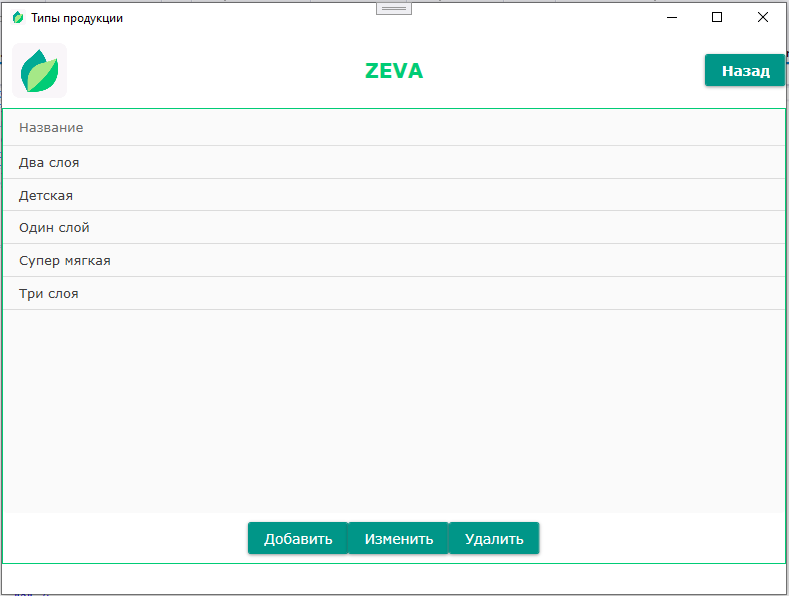 Типы продукции
ZEVA
Назад
Название
Два слоя
Детская
Один слой
Супер мягкая
Три слоя
Добавить Изменить Удалить